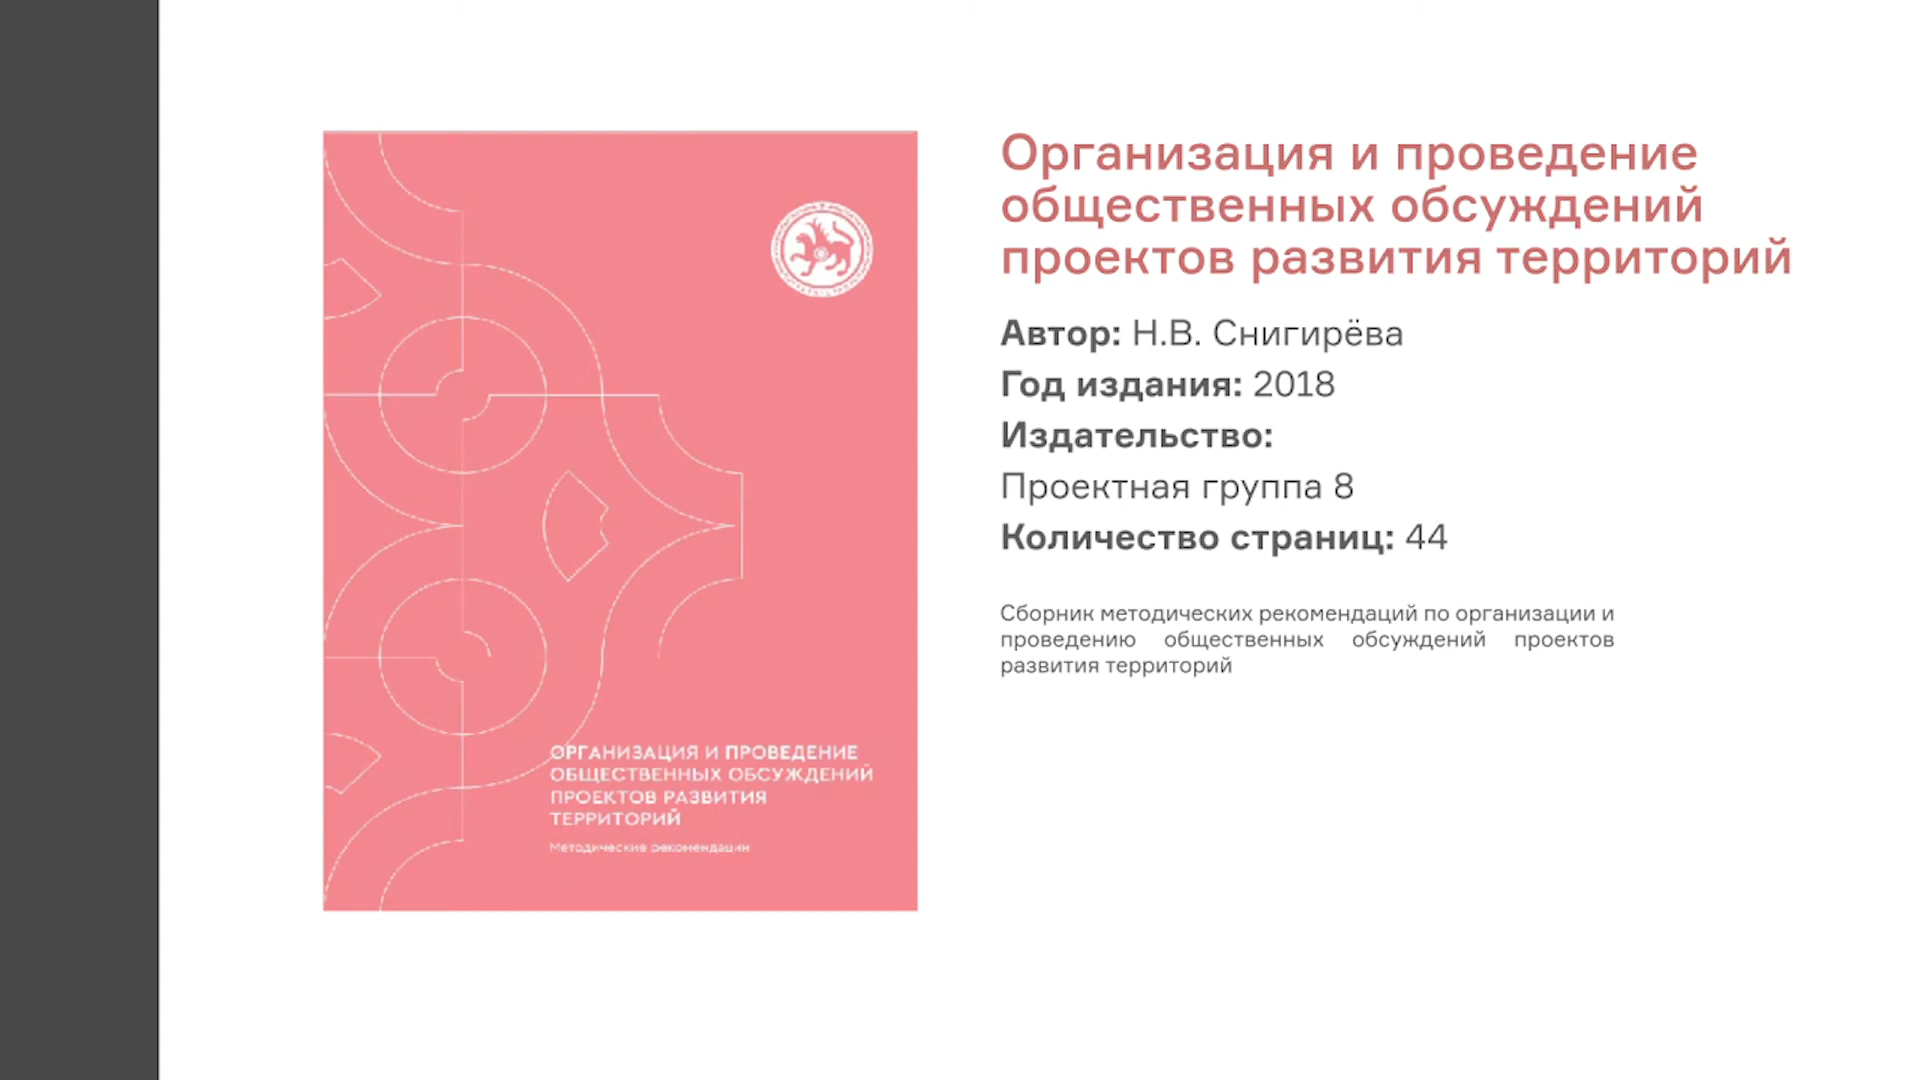 Организация и проведение
общественных обсуждений
проектов развития территорий
Автор: Н.В. Снигирёва
Год издания: 2018
Издательство:
Проектная группа 8
Количество страниц: 44
Сборник методических рекомендаций по организации и
проведению общественных обсуждений проектов
развития территорий
ОРГАНИЗАЦИЯ И ПРОВЕДЕНИЕ
ОБЩЕСТВЕННЫХ ОБСУЖДЕНИЙ
ПРОЕКТОВ РАЗВИТИЯ
ТЕРРИТОРИЙ
Методические рекомендации